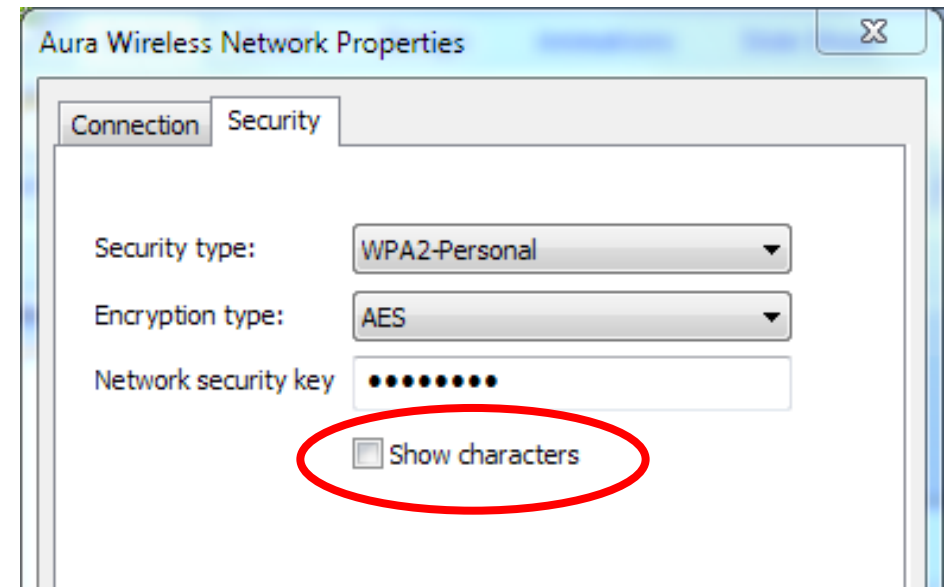 Aura Wireless Network Properties
Connection Security
Security type: WPA2-Personal
Encryption type: AES
Network security key ••••••••
Show characters